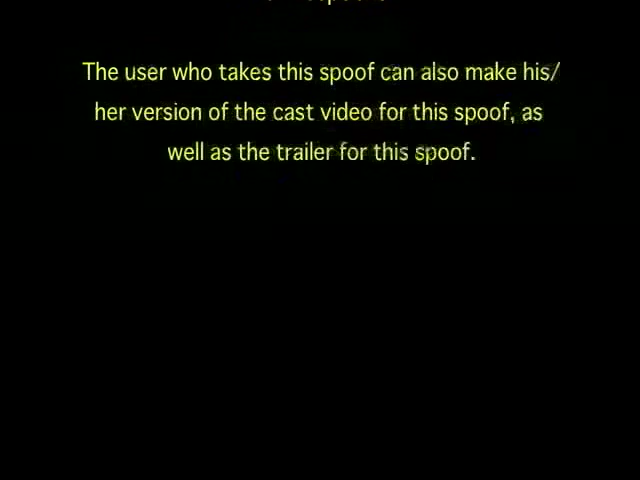 The user who takes this spoof can also make his/
her version of the cast video for this spoof, as
well as the trailer for this spoof.